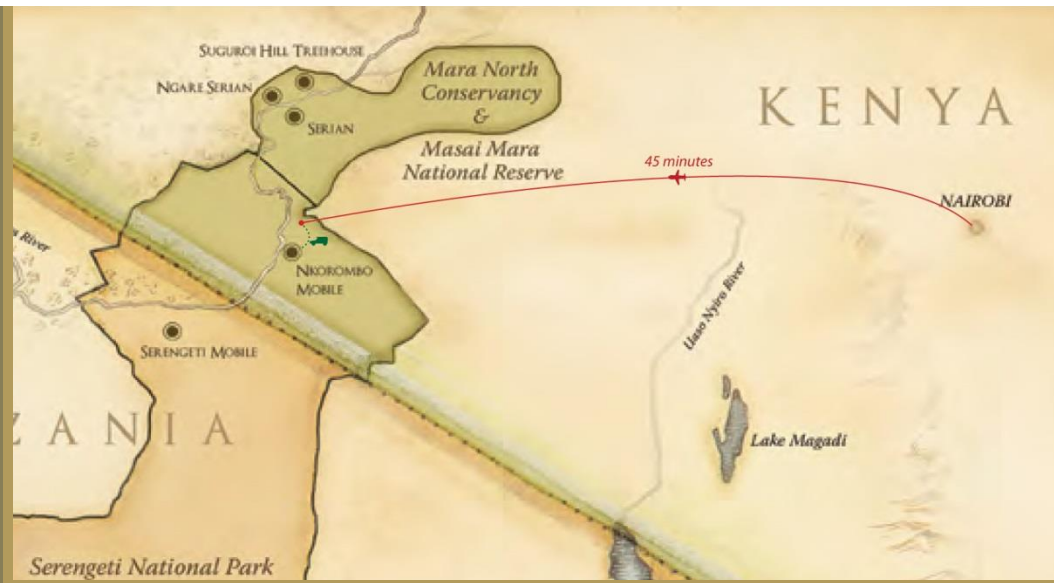 SUGUROI HILL TREEHOUSE
NGARE SERIAN
SERIAN
Mara North
Conservancy
&
Masai Mara
National Reserve
KENYA
45 minutes
NAIROBI
River
NKOROMBO
MOBILE
Uaso Nyiro River
SERENGETI MOBILE
ZANIA
Lake Magadi
Serengeti National Park